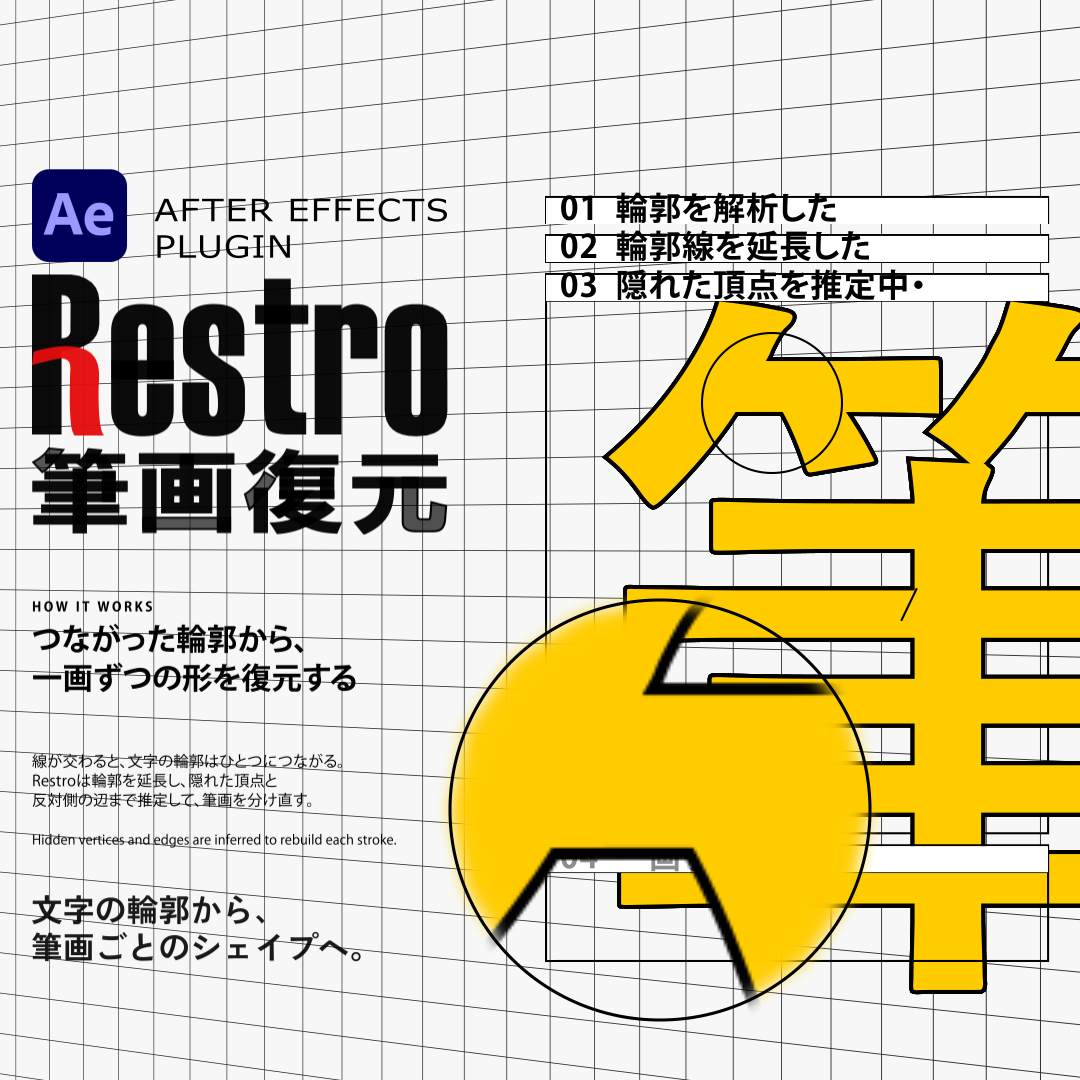 Ae
AFTER EFFECTS
PLUGIN
Restro
筆画復元
HOW IT WORKS
つながった輪郭から、
一画ずつの形を復元する
線が交わると、文字の輪郭はひとつにつながる。
Restroは輪郭を延長し、隠れた頂点と
反対側の辺まで推定して、筆画を分け直す。
Hidden vertices and edges are inferred to rebuild each stroke.
文字の輪郭から、
筆画ごとのシェイプへ。
01 輪郭を解析した
02 輪郭線を延長した
03 隠れた頂点を推定中・
筆
04 画